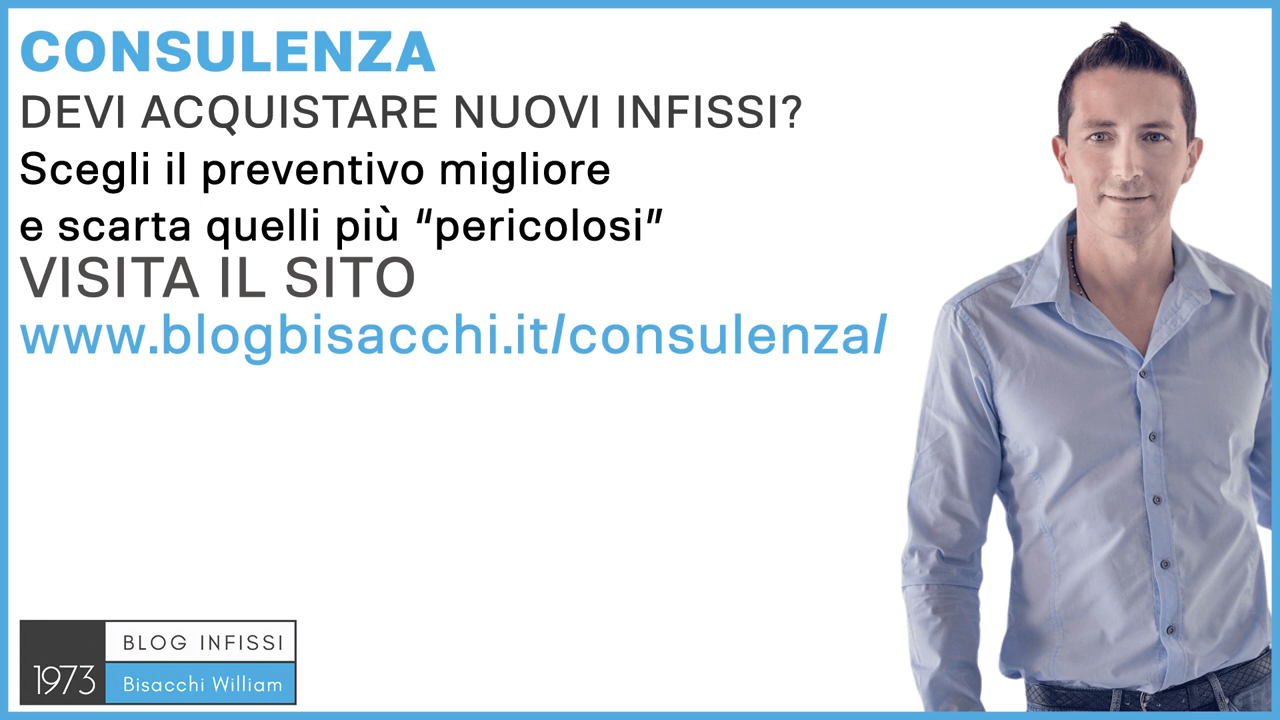 CONSULENZA
DEVI ACQUISTARE NUOVI INFISSI?
Scegli il preventivo migliore
e scarta quelli più “pericolosi”
VISITA IL SITO
www.blogbisacchi.it/consulenza/
BLOG INFISSI
1973
Bisacchi William